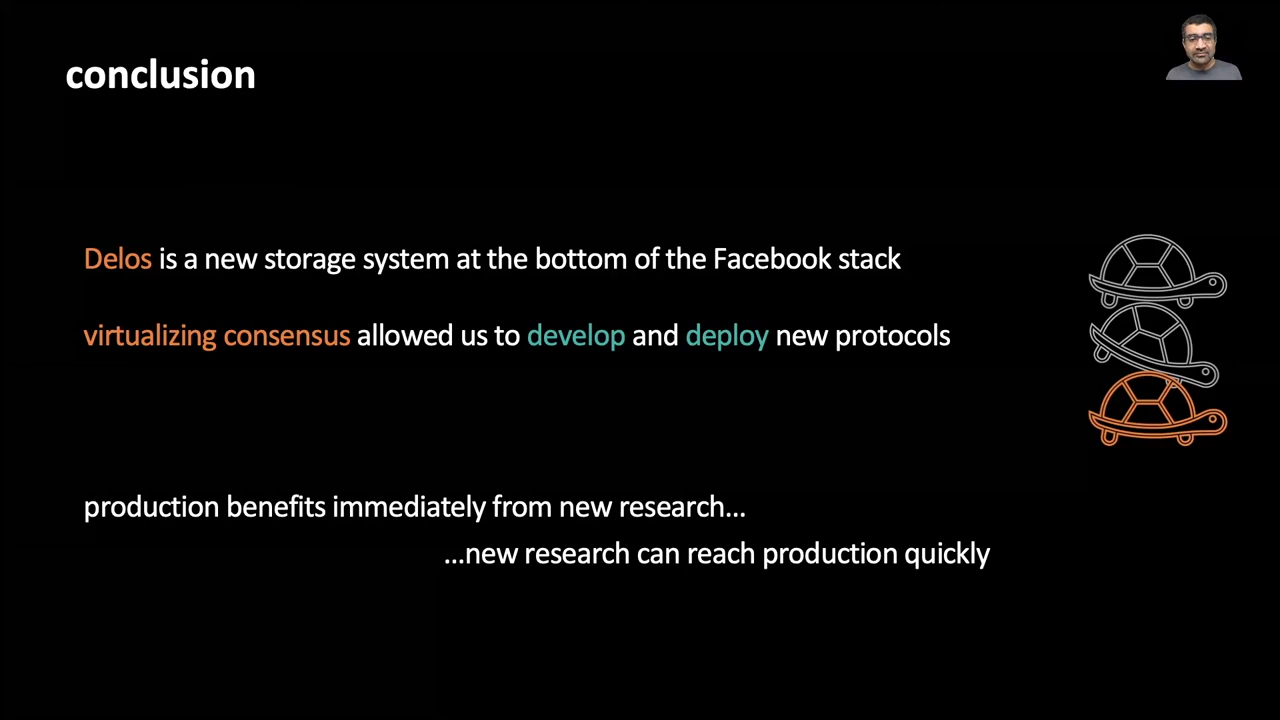 conclusion
Delos is a new storage system at the bottom of the Facebook stack
virtualizing consensus allowed us to develop and deploy new protocols
production benefits immediately from new research...
...new research can reach production quickly